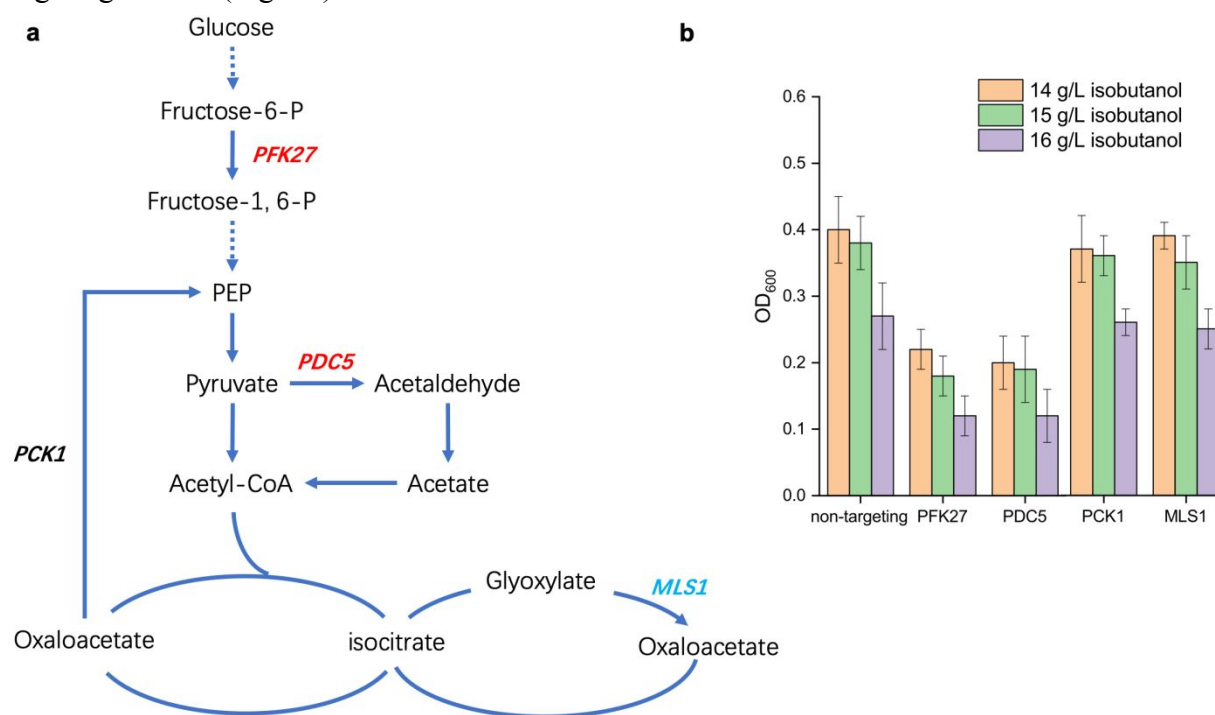 a
Glucose
Fructose-6-P
PFK27
Fructose-1, 6-P
PEP
PDC5
Pyruvate
Acetaldehyde
PCK1
Acetyl-CoA
Acetate
Glyoxylate
MLS1
Oxaloacetate
isocitrate
Oxaloacetate
b
14 g/L isobutanol
15 g/L isobutanol
16 g/L isobutanol
0.6
0.5
0.4
0.3
0.2
0.1
0.0
OD600
non-targeting PFK27 PDC5 PCK1 MLS1